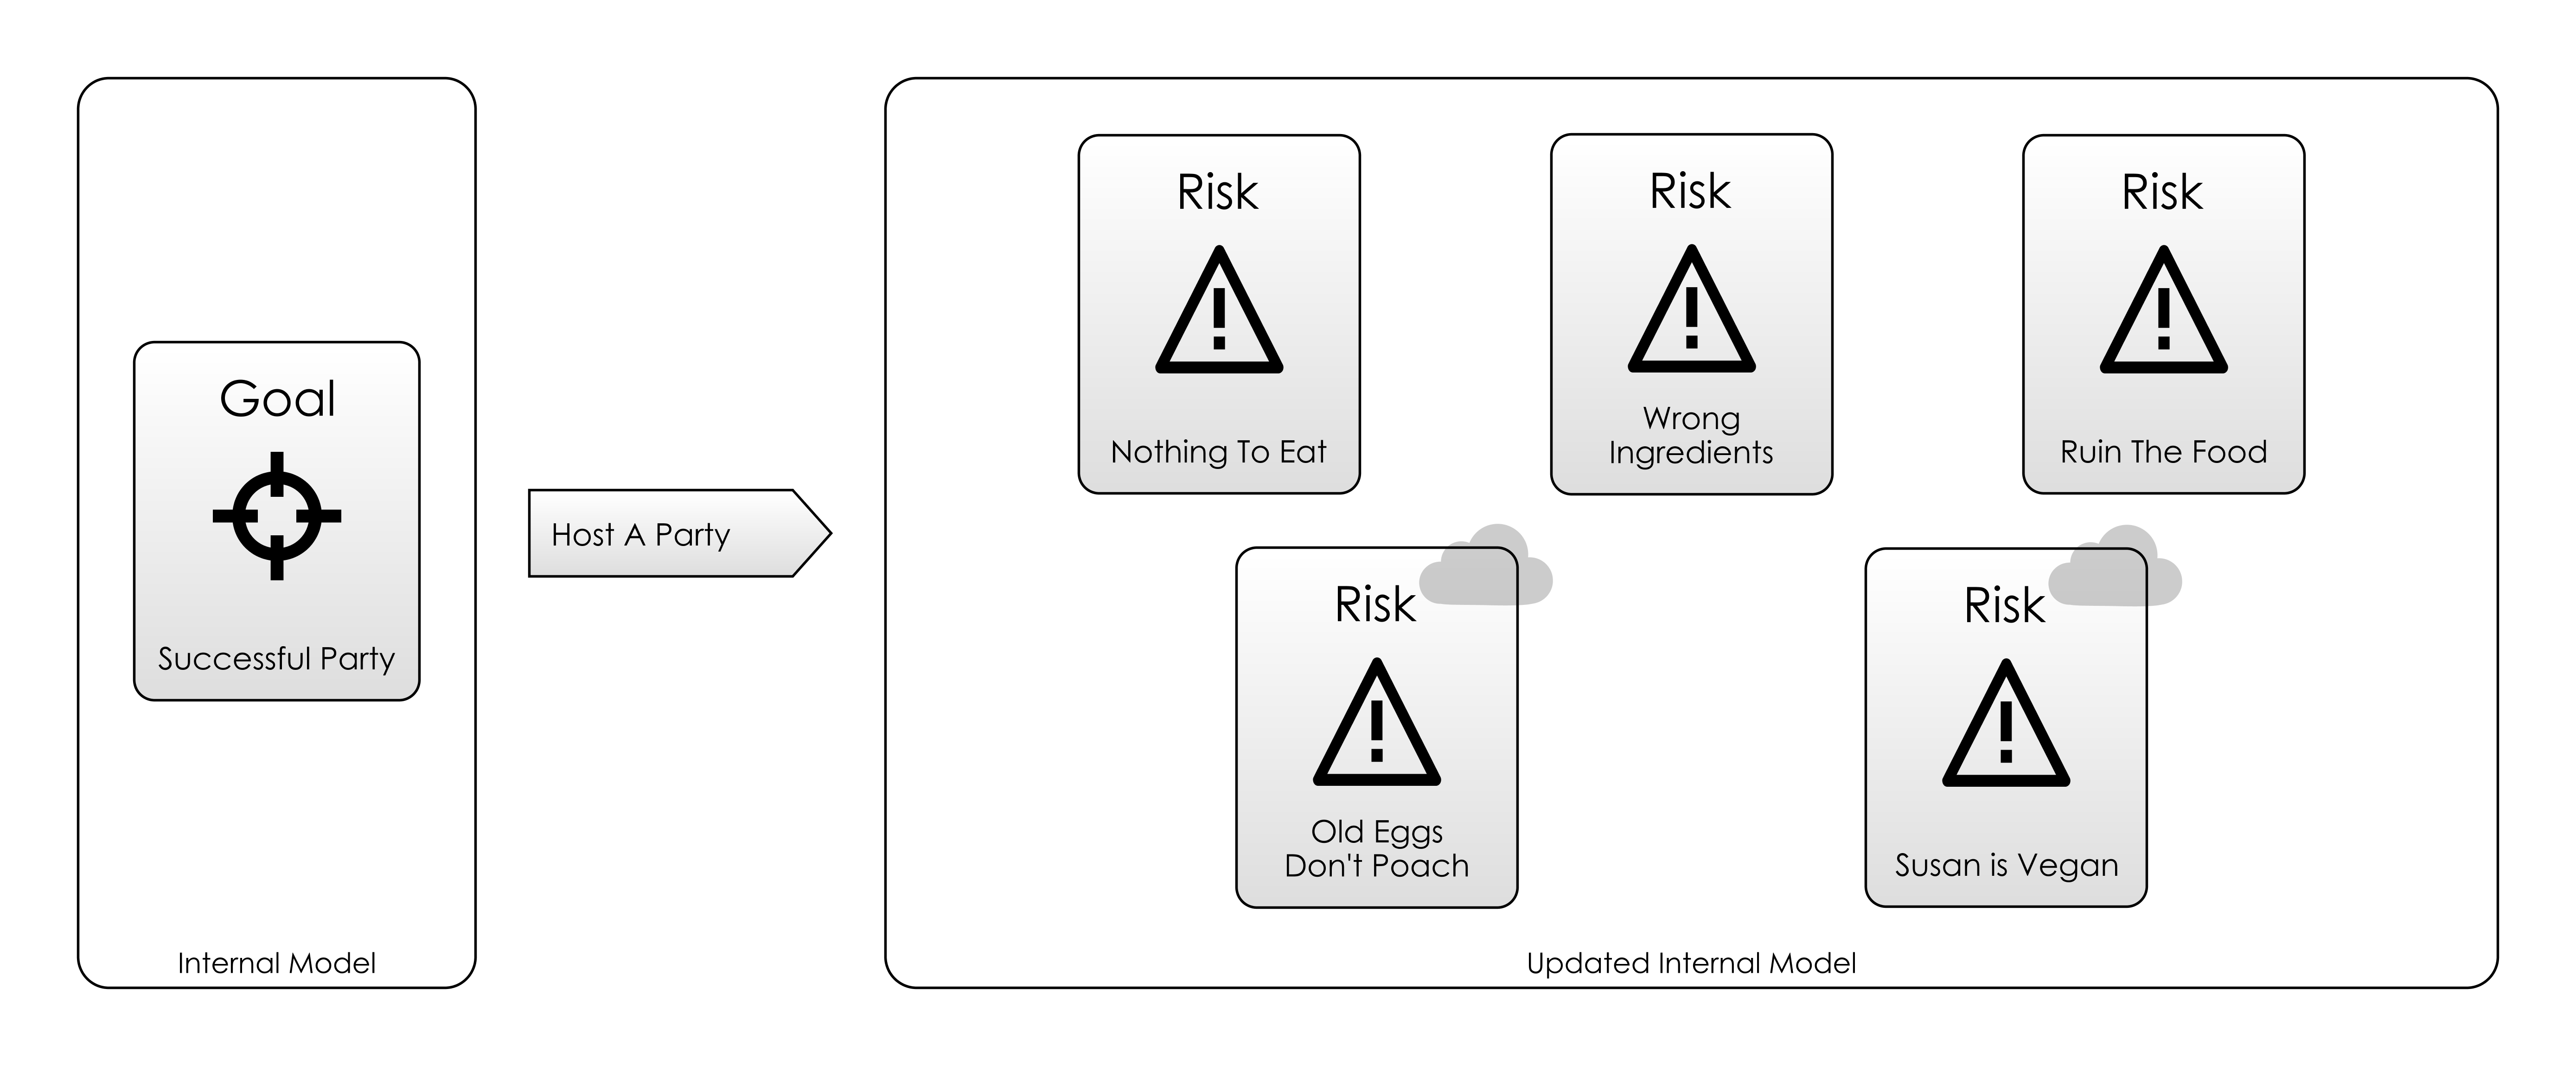 Goal
Successful Party
Internal Model
Host A Party
Risk
Nothing To Eat
Risk
Wrong
Ingredients
Risk
Ruin The Food
Risk
Old Eggs
Don't Poach
Risk
Susan is Vegan
Updated Internal Model